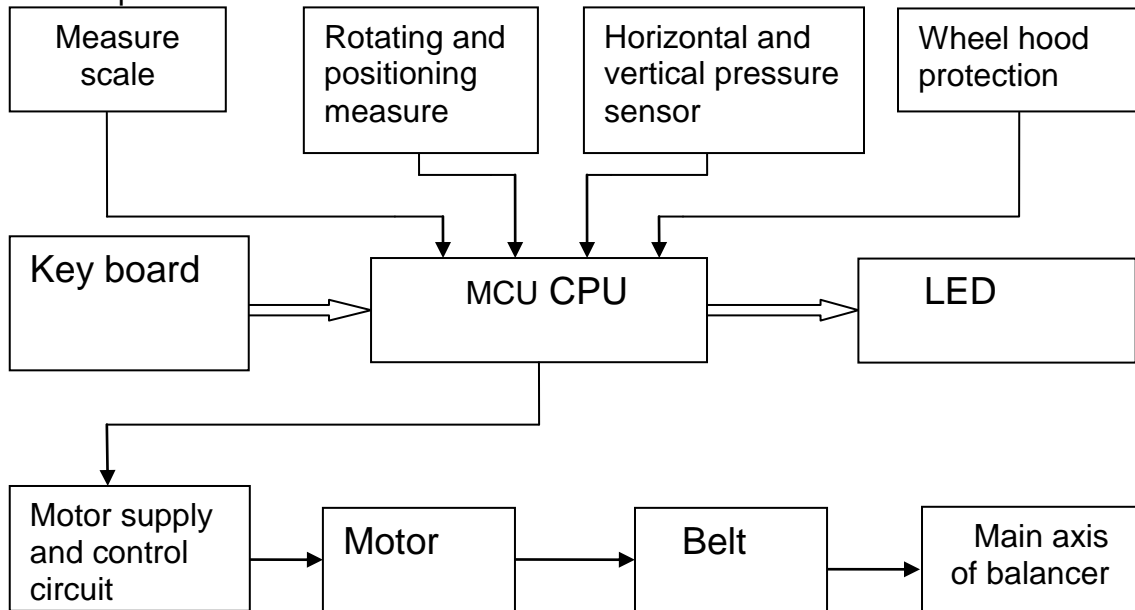 Measure
scale
Rotating and
positioning
measure
Horizontal and
vertical pressure
sensor
Wheel hood
protection
Key board
MCU CPU
LED
Motor supply
and control
circuit
Motor
Belt
Main axis
of balancer